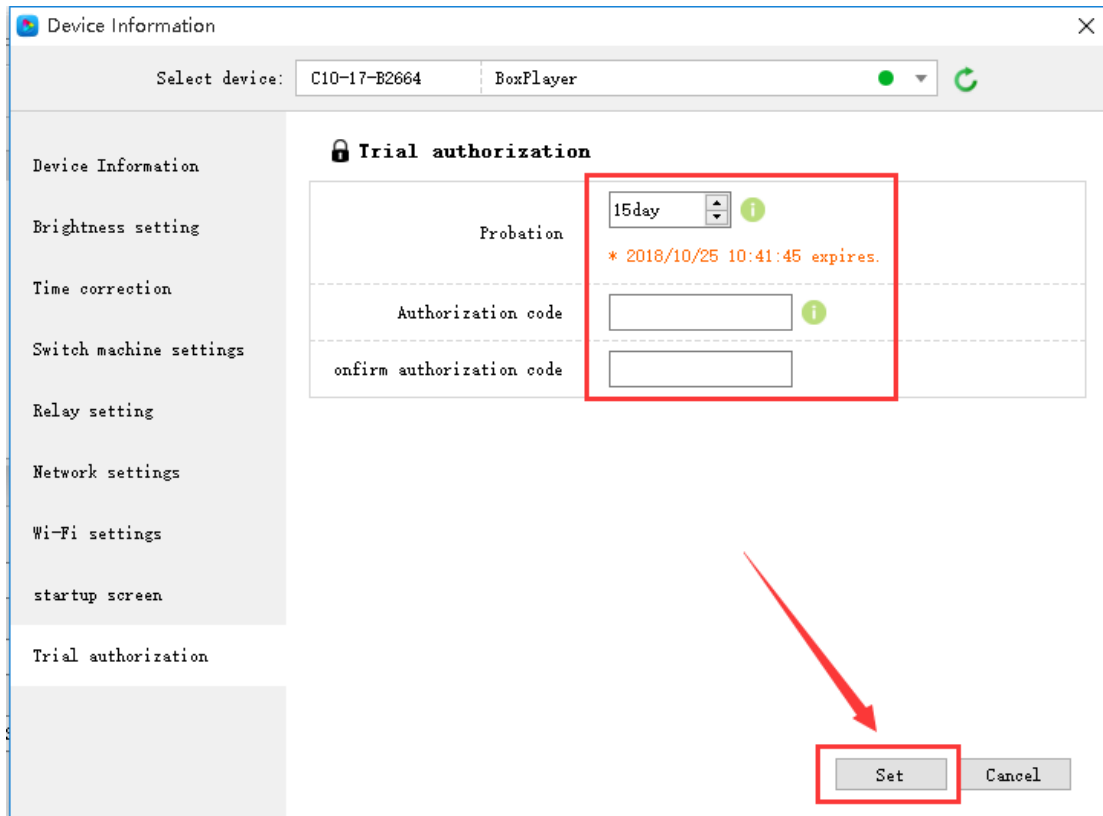 Device Information
Select device: C10-17-B2664 BoxPlayer
Trial authorization
Device Information
Brightness setting
Time correction
Switch machine settings
Relay setting
Network settings
Wi-Fi settings
startup screen
Trial authorization
Probation 15day
* 2018/10/25 10:41:45 expires.
Authorization code
onfirm authorization code
Set Cancel